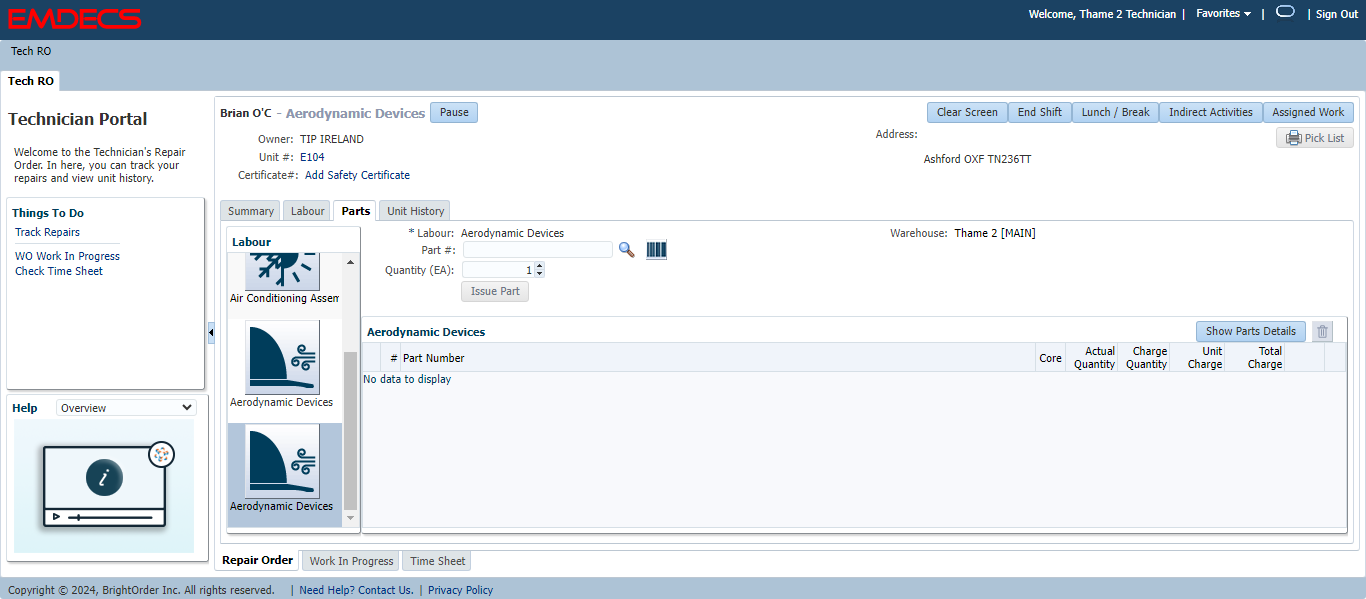 EMDECS
Welcome, Thame 2 Technician | Favorites | | Sign Out
Tech RO
Tech RO
Technician Portal
Welcome to the Technician's Repair
Order. In here, you can track your
repairs and view unit history.
Things To Do
Track Repairs
WO Work In Progress
Check Time Sheet
Help Overview
i
Brian O'C - Aerodynamic Devices Pause
Clear Screen End Shift Lunch / Break Indirect Activities Assigned Work
Owner: TIP IRELAND
Unit #: E104
Certificate#: Add Safety Certificate
Address:
Pick List
Ashford OXF TN236TT
Summary Labour Parts Unit History
Labour
Air Conditioning Assem
Aerodynamic Devices
Aerodynamic Devices
* Labour: Aerodynamic Devices
Warehouse: Thame 2 [MAIN]
Part #:
Quantity (EA): 1
Issue Part
Aerodynamic Devices Show Parts Details
# Part Number Core Actual Quantity Charge Quantity Unit Charge Total Charge
No data to display
Repair Order Work In Progress Time Sheet
Copyright © 2024, BrightOrder Inc. All rights reserved. | Need Help? Contact Us. | Privacy Policy